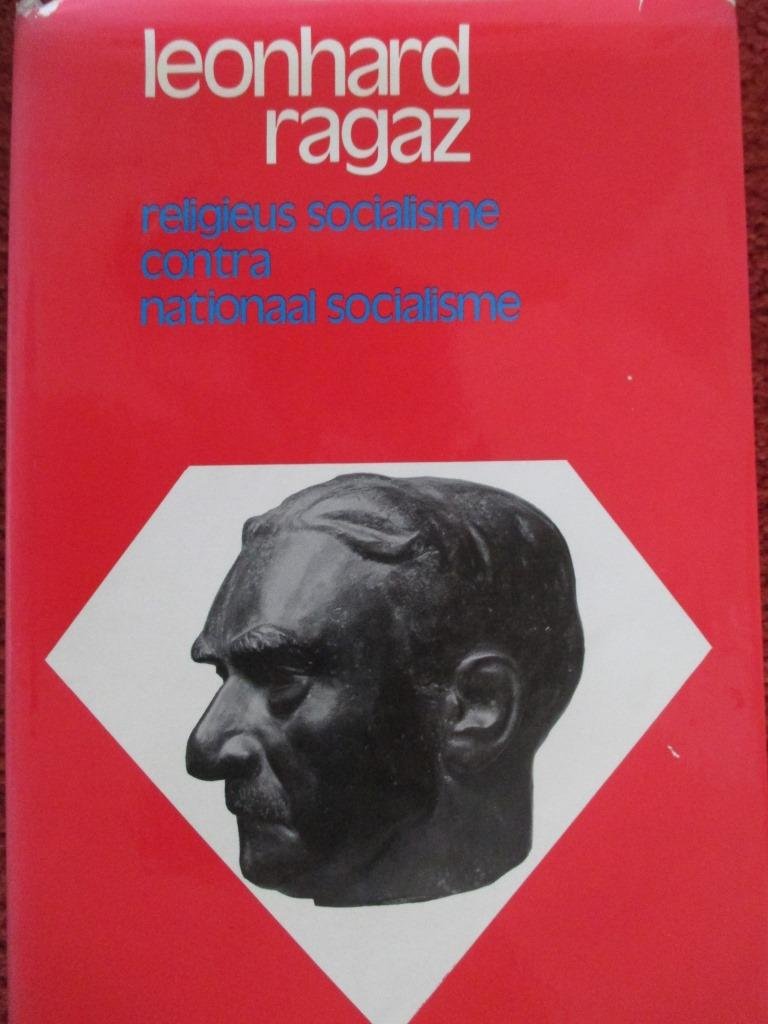 leonhard
ragaz
religieus socialisme
contra
nationaal socialisme